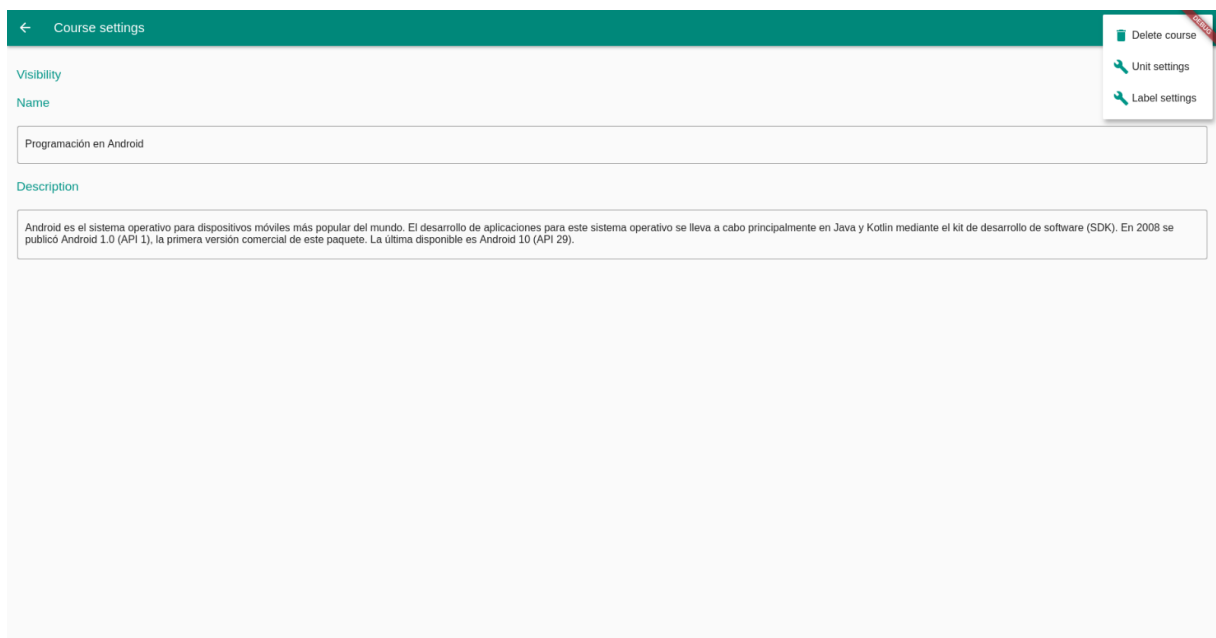 Course settings
DEBUG
Delete course
Unit settings
Label settings
Visibility
Name
Programación en Android
Description
Android es el sistema operativo para dispositivos móviles más popular del mundo. El desarrollo de aplicaciones para este sistema operativo se lleva a cabo principalmente en Java y Kotlin mediante el kit de desarrollo de software (SDK). En 2008 se
publicó Android 1.0 (API 1), la primera versión comercial de este paquete. La última disponible es Android 10 (API 29).